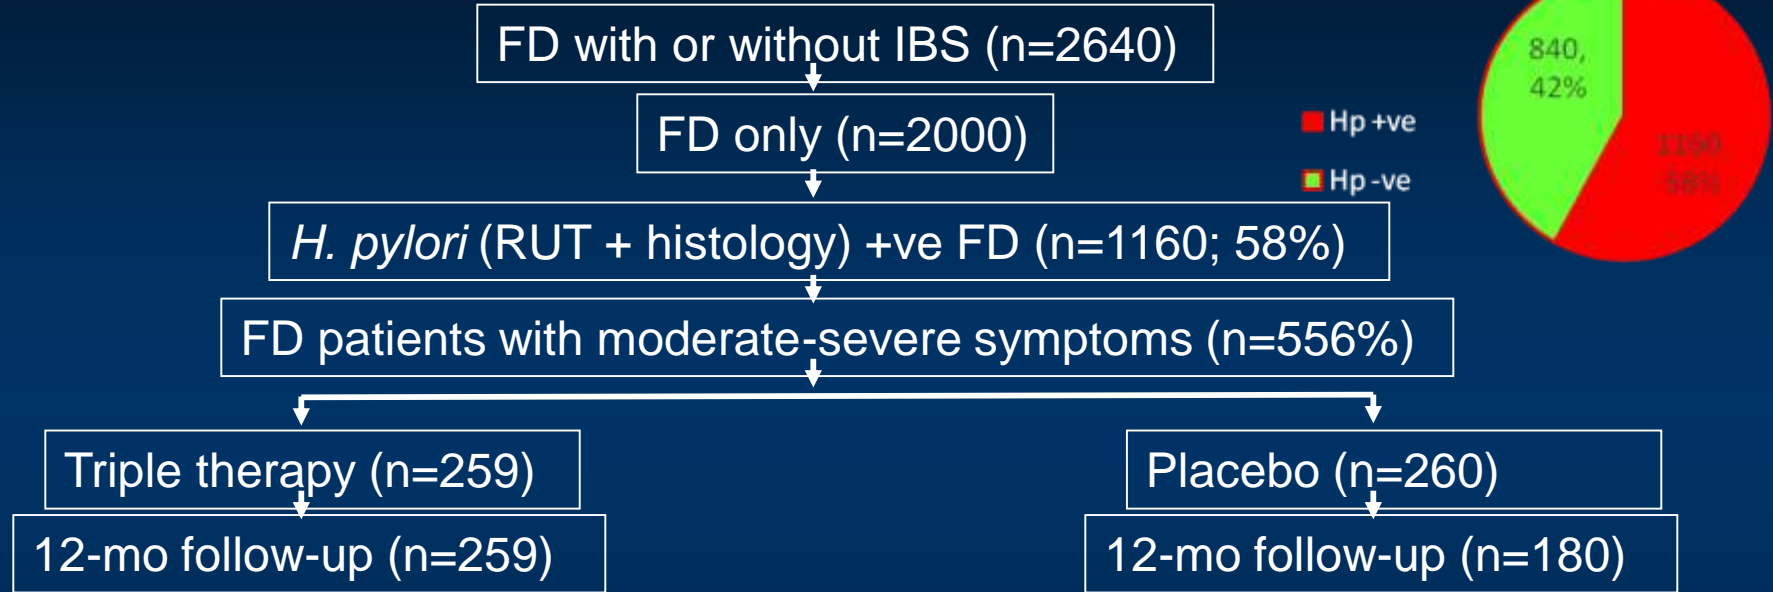 FD with or without IBS (n=2640)
FD only (n=2000)
H. pylori (RUT + histology) +ve FD (n=1160; 58%)
FD patients with moderate-severe symptoms (n=556%)
Triple therapy (n=259)
Placebo (n=260)
12-mo follow-up (n=259)
12-mo follow-up (n=180)
Hp +ve
Hp -ve
840,
42%
1160,
58%